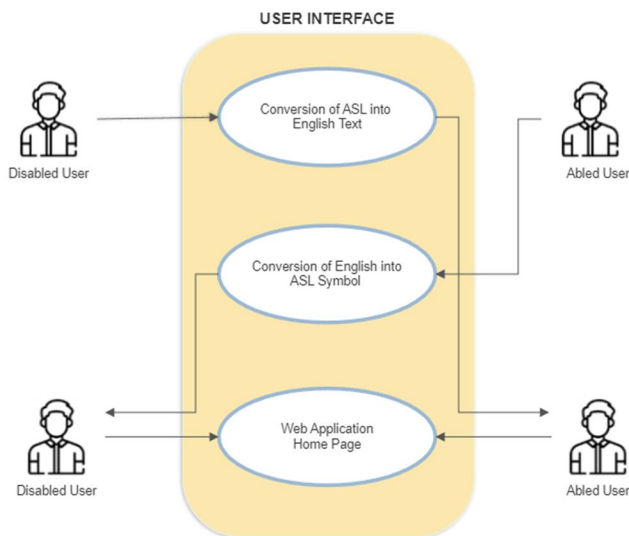 USER INTERFACE
Conversion of ASL into
English Text
Disabled User
Abled User
Conversion of English into
ASL Symbol
Web Application
Home Page
Disabled User
Abled User